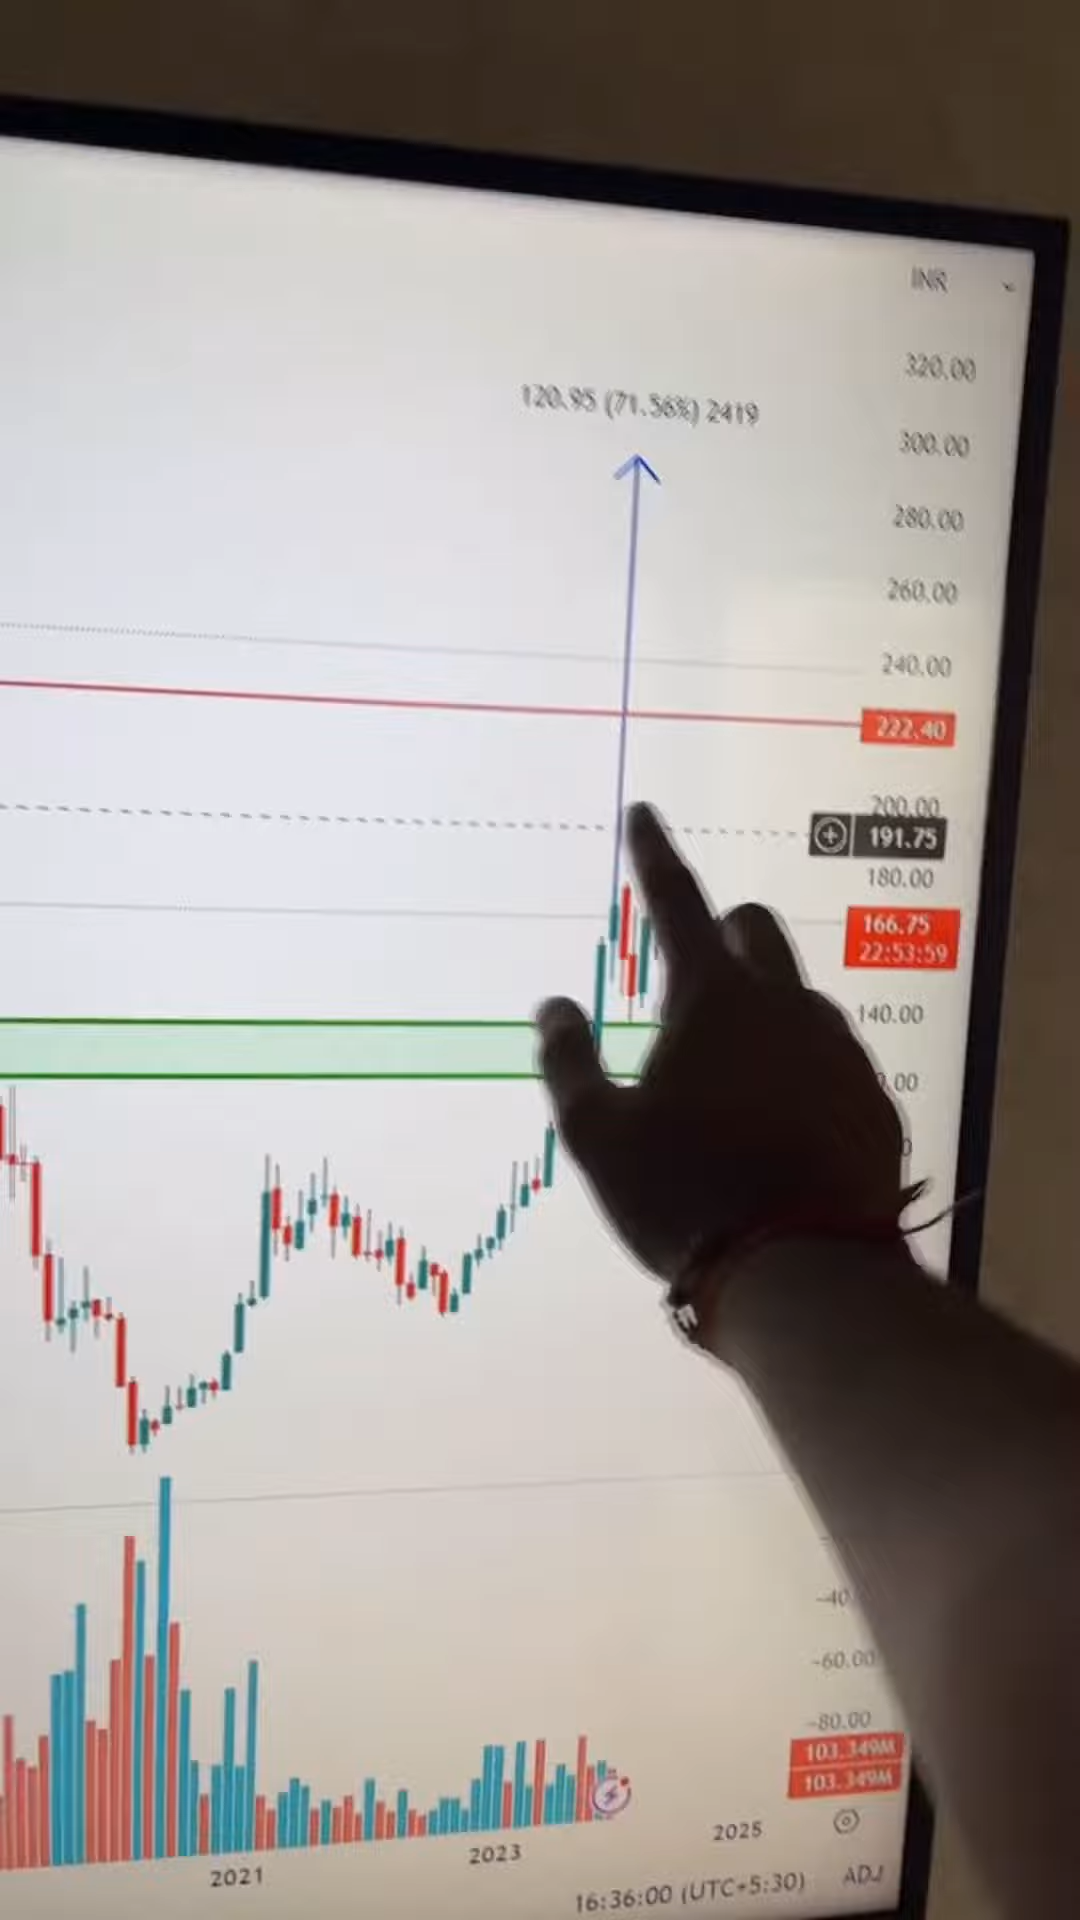 INR
320.00
120.95 (71.56%) 2419
300.00
280.00
260.00
240.00
222.40
200.00
191.75
180.00
166.75
22:53:59
140.00
-60.00
-80.00
103.349M
103.349M
2021
2023
2025
16:36:00 (UTC+5:30)
ADJ